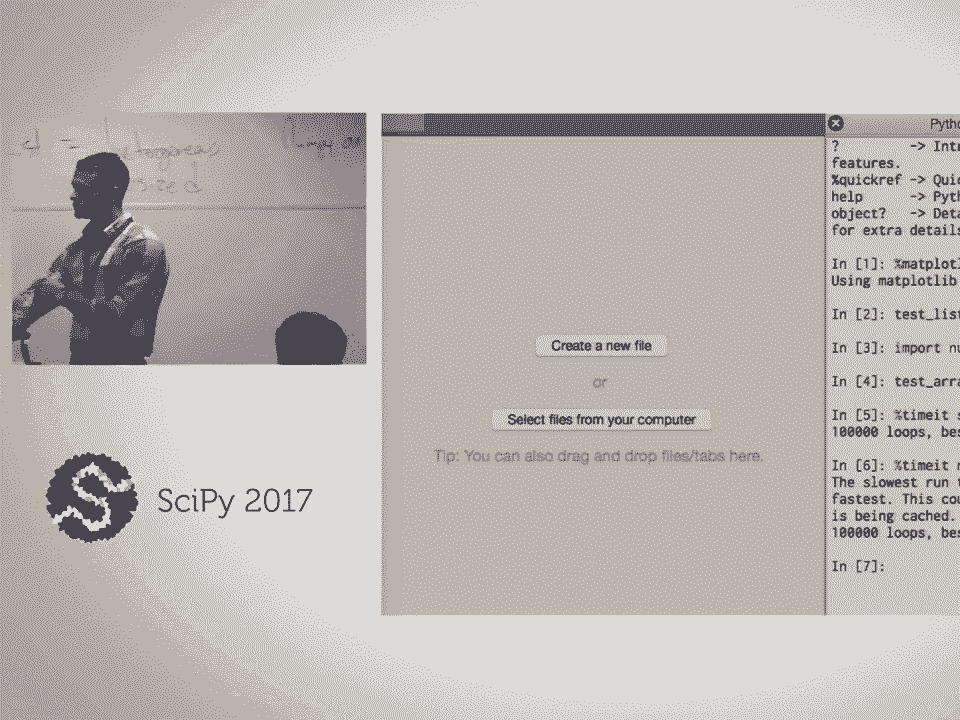 SciPy 2017
Create a new file
or
Select files from your computer
Tip: You can also drag and drop files/tabs here.
Pytho
? -> Intr
features.
%quickref -> Quic
help -> Pyth
object? -> Deta
for extra details
In [1]: %matplotl
Using matplotlib
In [2]: test_list
In [3]: import nu
In [4]: test_arra
In [5]: %timeit s
100000 loops, bes
In [6]: %timeit n
The slowest run t
fastest. This cou
is being cached.
100000 loops, bes
In [7]: